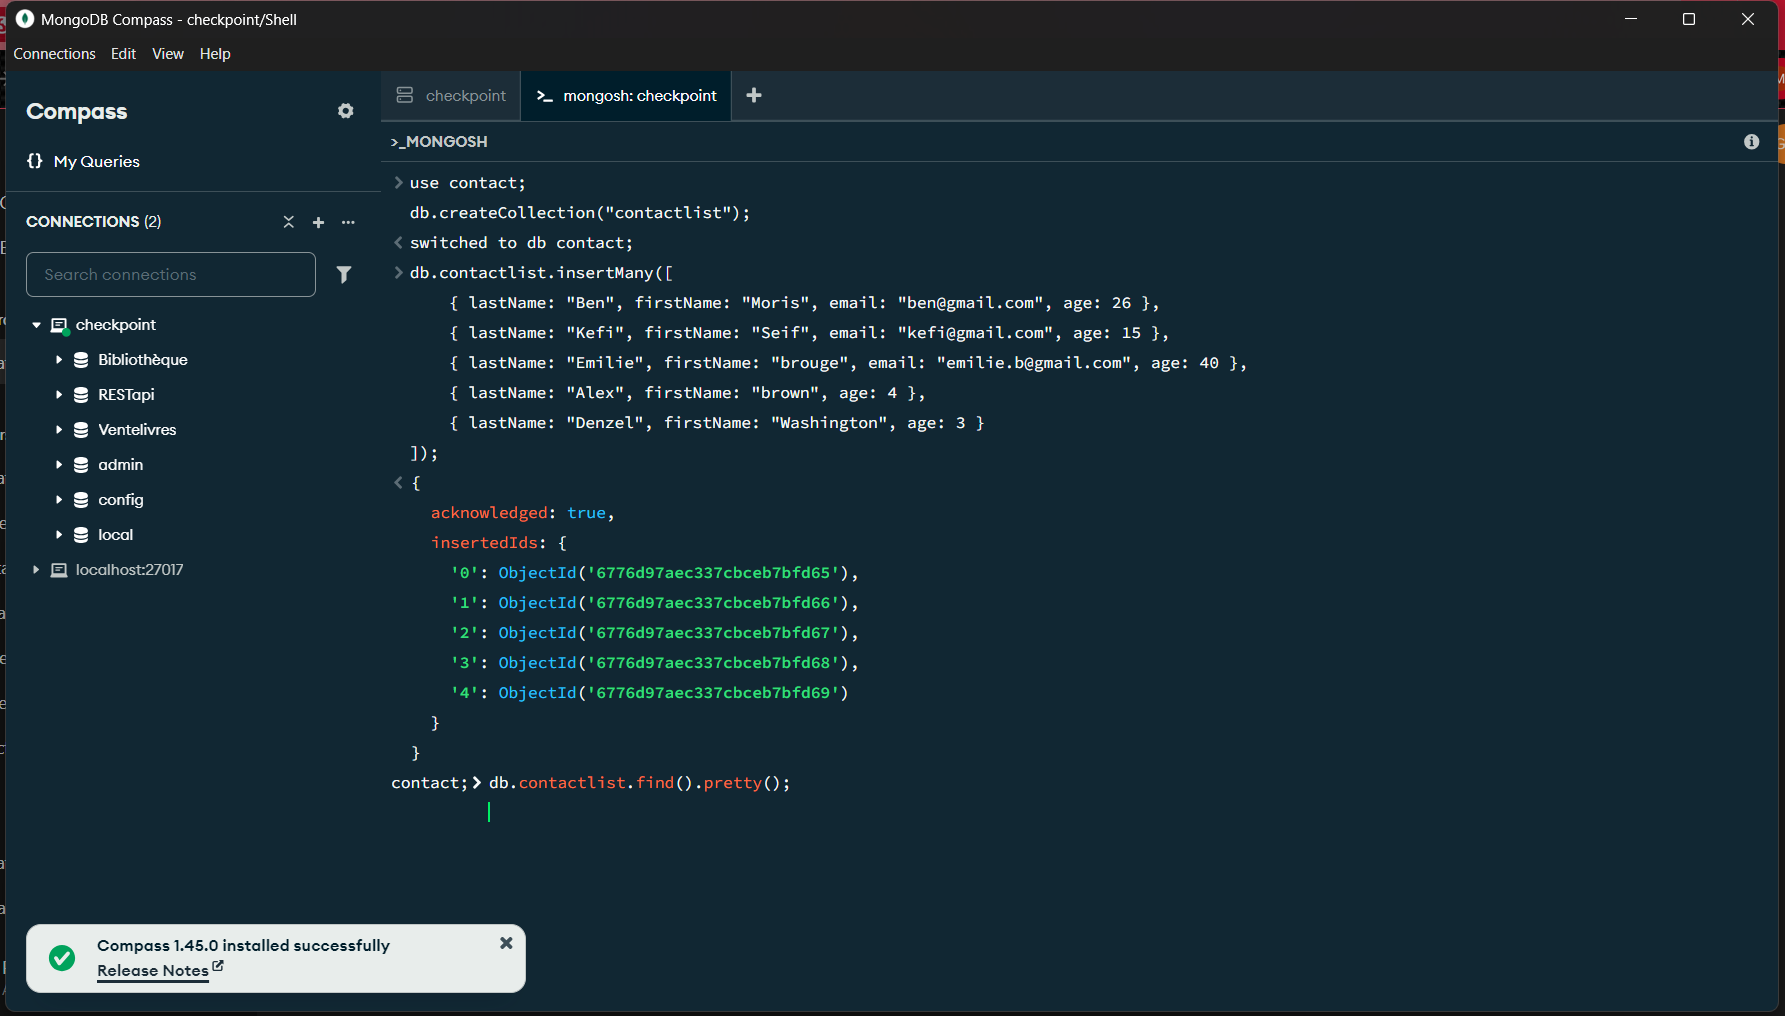 MongoDB Compass - checkpoint/Shell
Connections Edit View Help
Compass
{} My Queries
CONNECTIONS (2)
Search connections
checkpoint
Bibliothèque
RESTapi
Ventelivres
admin
config
local
localhost:27017
checkpoint
>_ mongosh: checkpoint
>_MONGOSH
> use contact;
db.createCollection("contactlist");
< switched to db contact;
> db.contactlist.insertMany([
{ lastName: "Ben", firstName: "Moris", email: "ben@gmail.com", age: 26 },
{ lastName: "Kefi", firstName: "Seif", email: "kefi@gmail.com", age: 15 },
{ lastName: "Emilie", firstName: "brouge", email: "emilie.b@gmail.com", age: 40 },
{ lastName: "Alex", firstName: "brown", age: 4 },
{ lastName: "Denzel", firstName: "Washington", age: 3 }
]);
< {
acknowledged: true,
insertedIds: {
'0': ObjectId('6776d97aec337cbceb7bfd65'),
'1': ObjectId('6776d97aec337cbceb7bfd66'),
'2': ObjectId('6776d97aec337cbceb7bfd67'),
'3': ObjectId('6776d97aec337cbceb7bfd68'),
'4': ObjectId('6776d97aec337cbceb7bfd69')
}
}
contact;> db.contactlist.find().pretty();
Compass 1.45.0 installed successfully
Release Notes